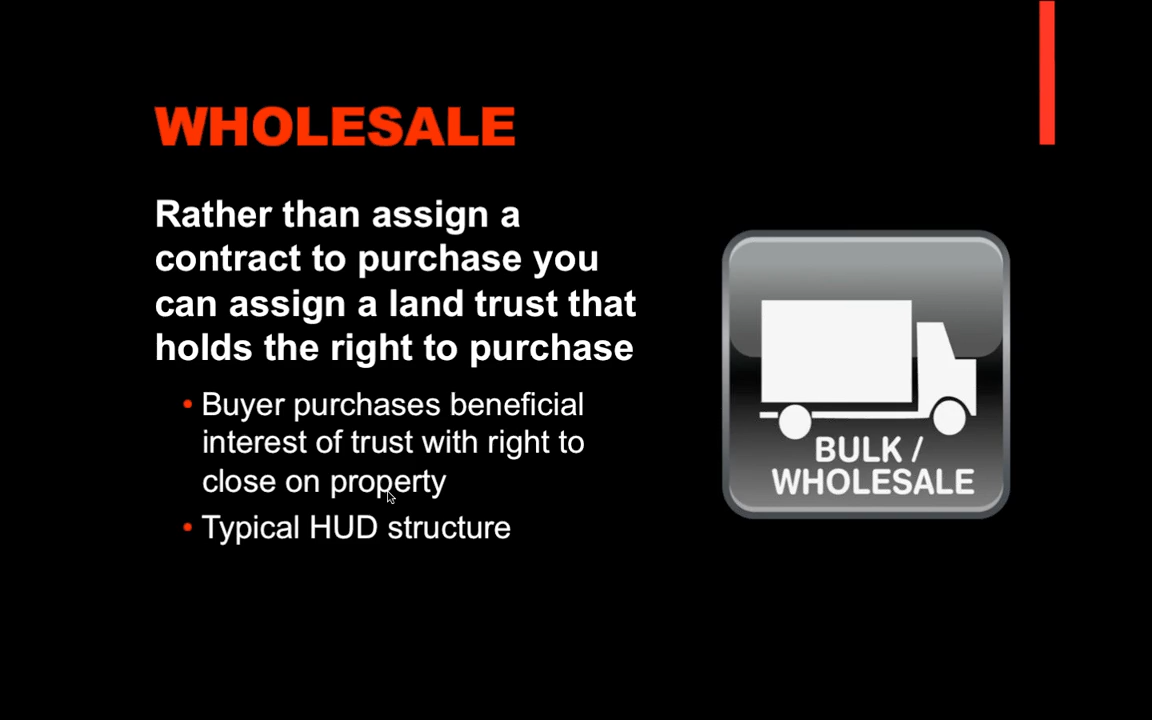 WHOLESALE
Rather than assign a
contract to purchase you
can assign a land trust that
holds the right to purchase
• Buyer purchases beneficial
interest of trust with right to
close on property
• Typical HUD structure
BULK /
WHOLESALE